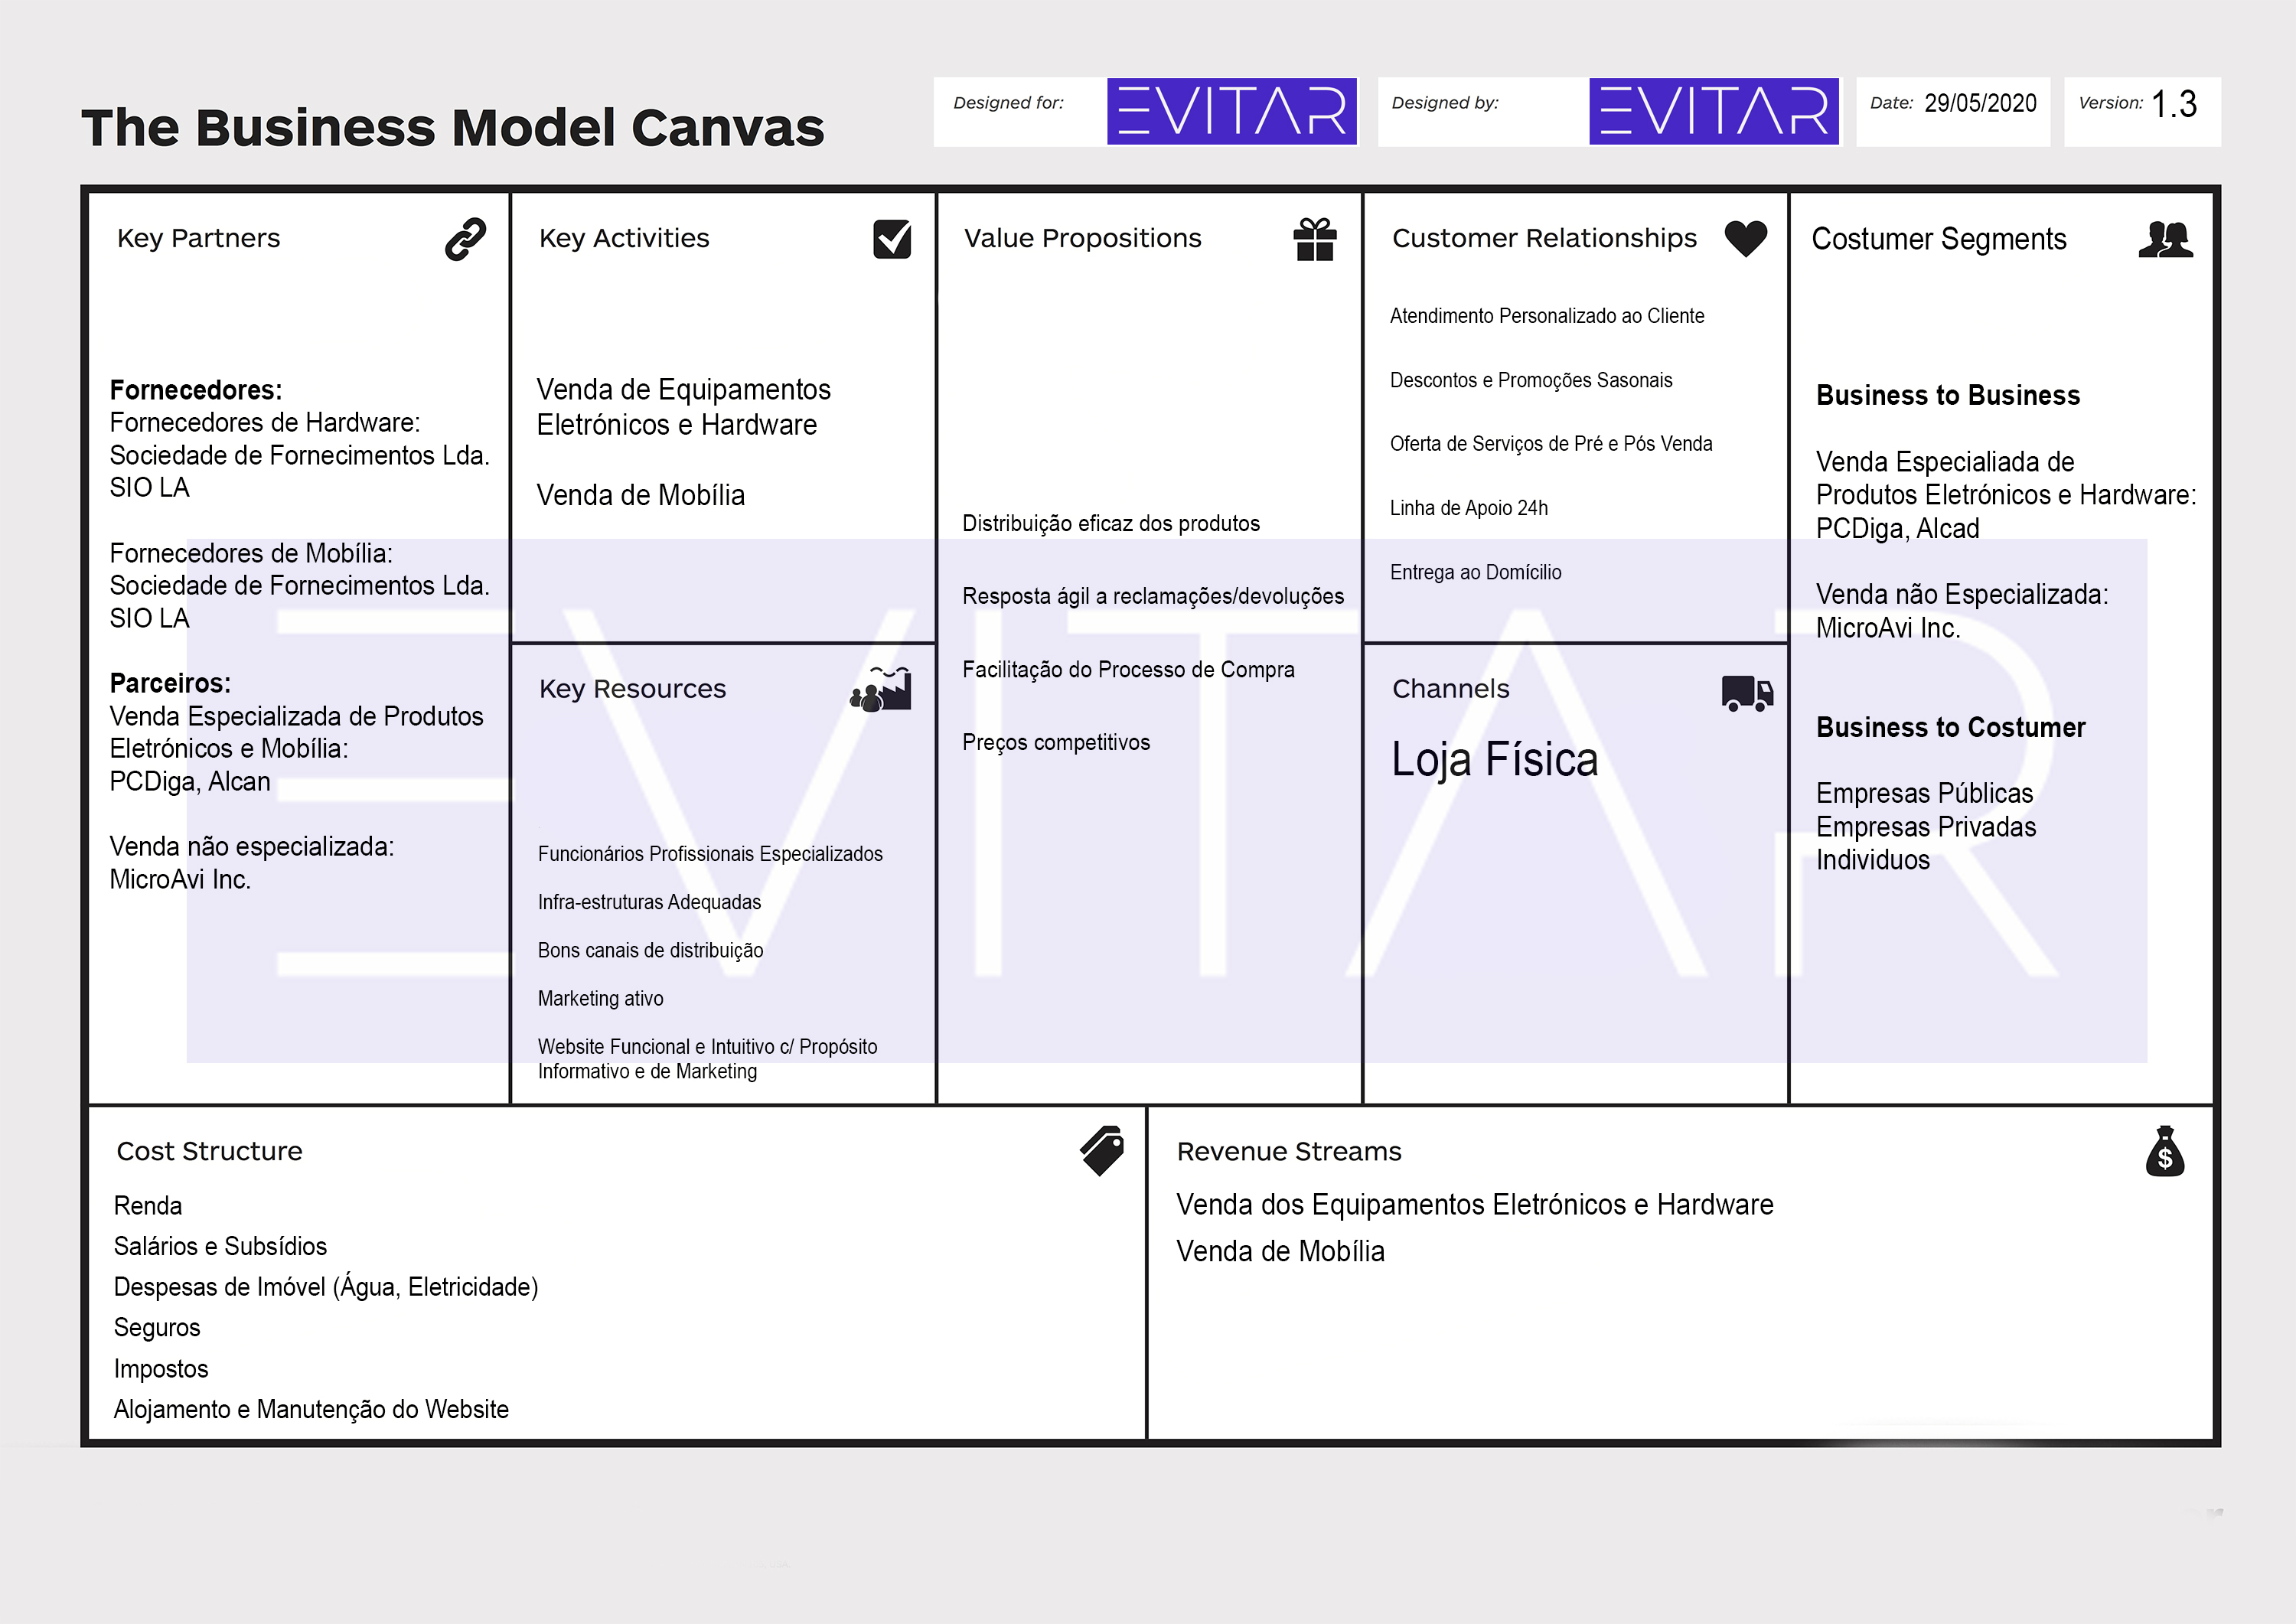 The Business Model Canvas
Designed for:
EVITAR
Designed by:
EVITAR
Date: 29/05/2020
Version: 1.3
Key Partners
Fornecedores:
Fornecedores de Hardware:
Sociedade de Fornecimentos Lda.
SIO LA
Fornecedores de Mobília:
Sociedade de Fornecimentos Lda.
SIO LA
Parceiros:
Venda Especializada de Produtos
Eletrónicos e Mobília:
PCDiga, Alcan
Venda não especializada:
MicroAvi Inc.
Key Activities
Venda de Equipamentos
Eletrónicos e Hardware
Venda de Mobília
Key Resources
Funcionários Profissionais Especializados
Infra-estruturas Adequadas
Bons canais de distribuição
Marketing ativo
Website Funcional e Intuitivo c/ Propósito
Informativo e de Marketing
Value Propositions
Distribuição eficaz dos produtos
Resposta ágil a reclamações/devoluções
Facilitação do Processo de Compra
Preços competitivos
Customer Relationships
Atendimento Personalizado ao Cliente
Descontos e Promoções Sasonais
Oferta de Serviços de Pré e Pós Venda
Linha de Apoio 24h
Entrega ao Domícilio
Channels
Loja Física
Costumer Segments
Business to Business
Venda Especialiada de
Produtos Eletrónicos e Hardware:
PCDiga, Alcad
Venda não Especializada:
MicroAvi Inc.
Business to Costumer
Empresas Públicas
Empresas Privadas
Individuos
EVITAR
Cost Structure
Renda
Salários e Subsídios
Despesas de Imóvel (Água, Eletricidade)
Seguros
Impostos
Alojamento e Manutenção do Website
Revenue Streams
$
Venda dos Equipamentos Eletrónicos e Hardware
Venda de Mobília